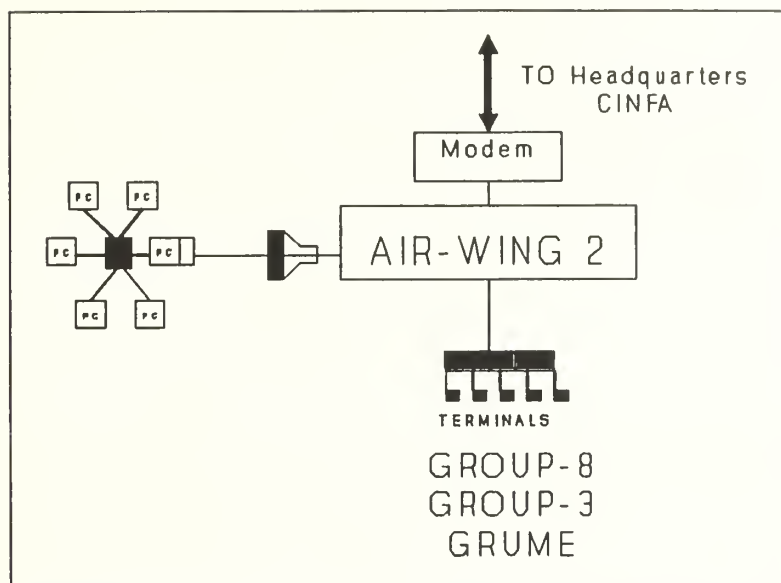 TO Headquarters
CINFA
Modem
PC PC
AIR-WING 2
PC PC
PC PC
TERMINALS
GROUP-8
GROUP-3
GRUME